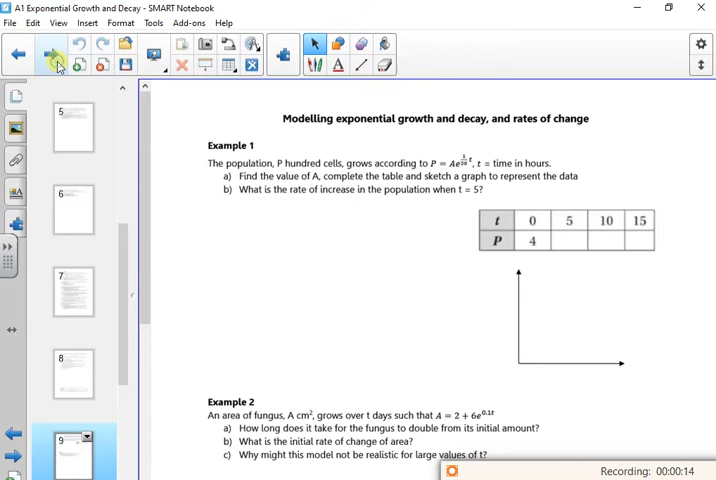 A1 Exponential Growth and Decay - SMART Notebook
File Edit View Insert Format Tools Add-ons Help
5
6
7
8
9
Modelling exponential growth and decay, and rates of change
Example 1
The population, P hundred cells, grows according to P = Ae^(1/20 t), t = time in hours.
a) Find the value of A, complete the table and sketch a graph to represent the data
b) What is the rate of increase in the population when t = 5?
t 0 5 10 15
P 4
Example 2
An area of fungus, A cm², grows over t days such that A = 2 + 6e^0.1t
a) How long does it take for the fungus to double from its initial amount?
b) What is the initial rate of change of area?
c) Why might this model not be realistic for large values of t?
Recording: 00:00:14